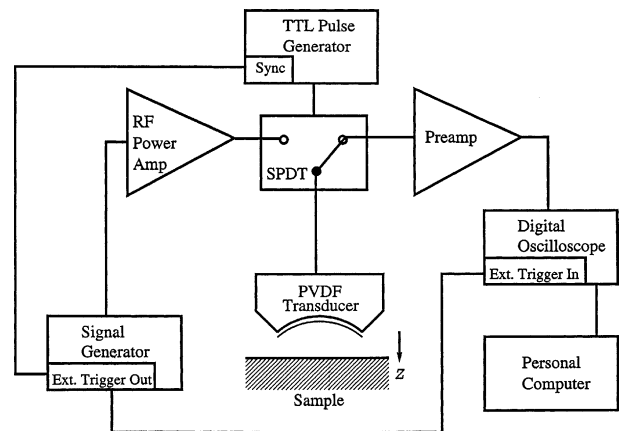 TTL Pulse
Generator
Sync
RF
Power
Amp
SPDT
Preamp
Digital
Oscilloscope
Ext. Trigger In
PVDF
Transducer
Signal
Generator
Ext. Trigger Out
z
Sample
Personal
Computer